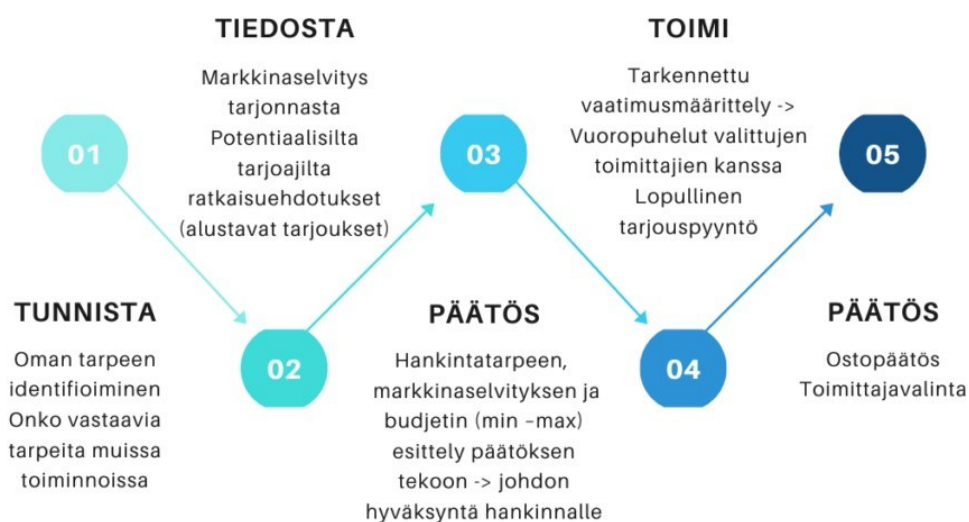 01
TUNNISTA
Oman tarpeen
identifioiminen
Onko vastaavia
tarpeita muissa
toiminnoissa
TIEDOSTA
Markkinaselvitys
tarjonnasta
Potentiaalisilta
tarjoajilta
ratkaisuehdotukset
(alustavat tarjoukset)
02
03
PÄÄTÖS
Hankintatarpeen,
markkinaselvityksen ja
budjetin (min –max)
esittely päätöksen
tekoon -> johdon
hyväksyntä hankinnalle
TOIMI
Tarkennettu
vaatimusmäärittely ->
Vuoropuhelut valittujen
toimittajien kanssa
Lopullinen
tarjouspyyntö
04
05
PÄÄTÖS
Ostopäätös
Toimittajavalinta